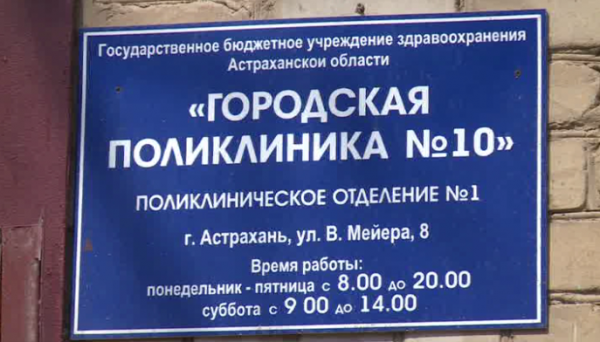 Государственное бюджетное учреждение здравоохранения
Астраханской области
«ГОРОДСКАЯ
ПОЛИКЛИНИКА №10»
ПОЛИКЛИНИЧЕСКОЕ ОТДЕЛЕНИЕ №1
г. Астрахань, ул. В. Мейера, 8
Время работы:
понедельник - пятница с 8.00 до 20.00
суббота с 9 00 до 14.00